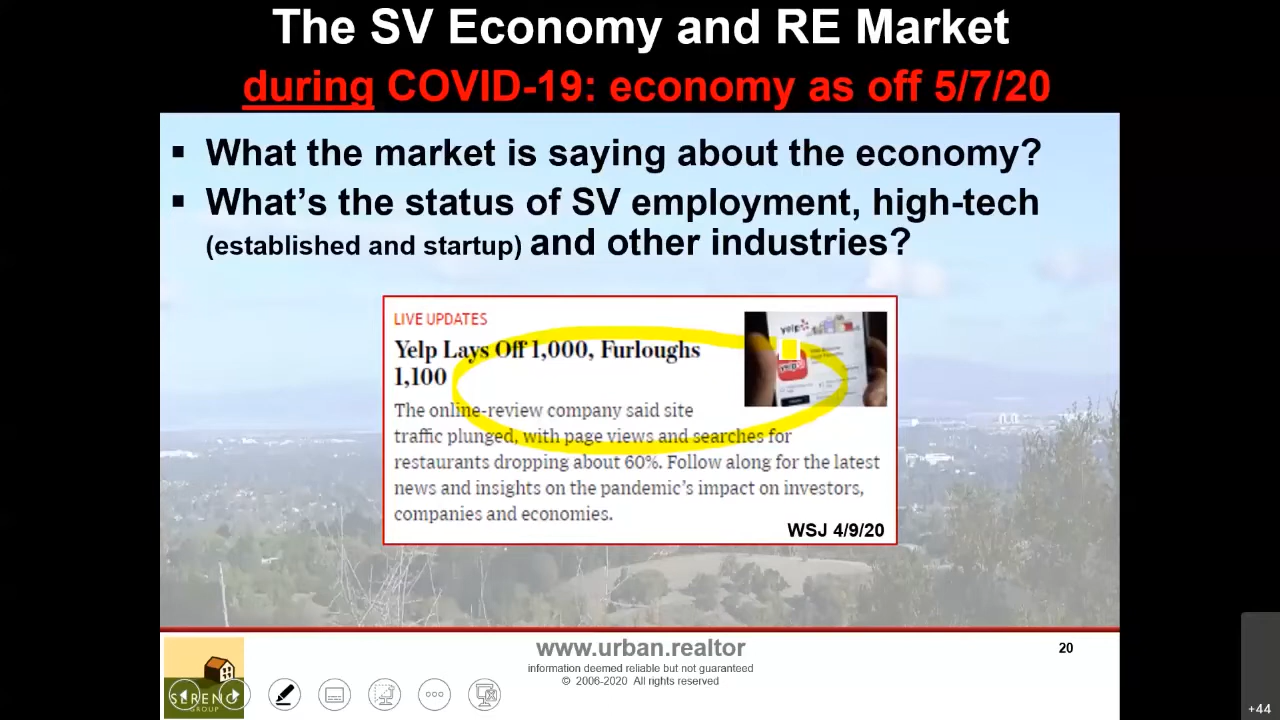 The SV Economy and RE Market
during COVID-19: economy as off 5/7/20
▪ What the market is saying about the economy?
▪ What's the status of SV employment, high-tech
(established and startup) and other industries?
LIVE UPDATES
Yelp Lays Off 1,000, Furloughs
1,100
The online-review company said site
traffic plunged, with page views and searches for
restaurants dropping about 60%. Follow along for the latest
news and insights on the pandemic's impact on investors,
companies and economies.
WSJ 4/9/20
yelp
www.urban.realtor
20
information deemed reliable but not guaranteed
© 2006-2020 All rights reserved
SERENO
GROUP
+44